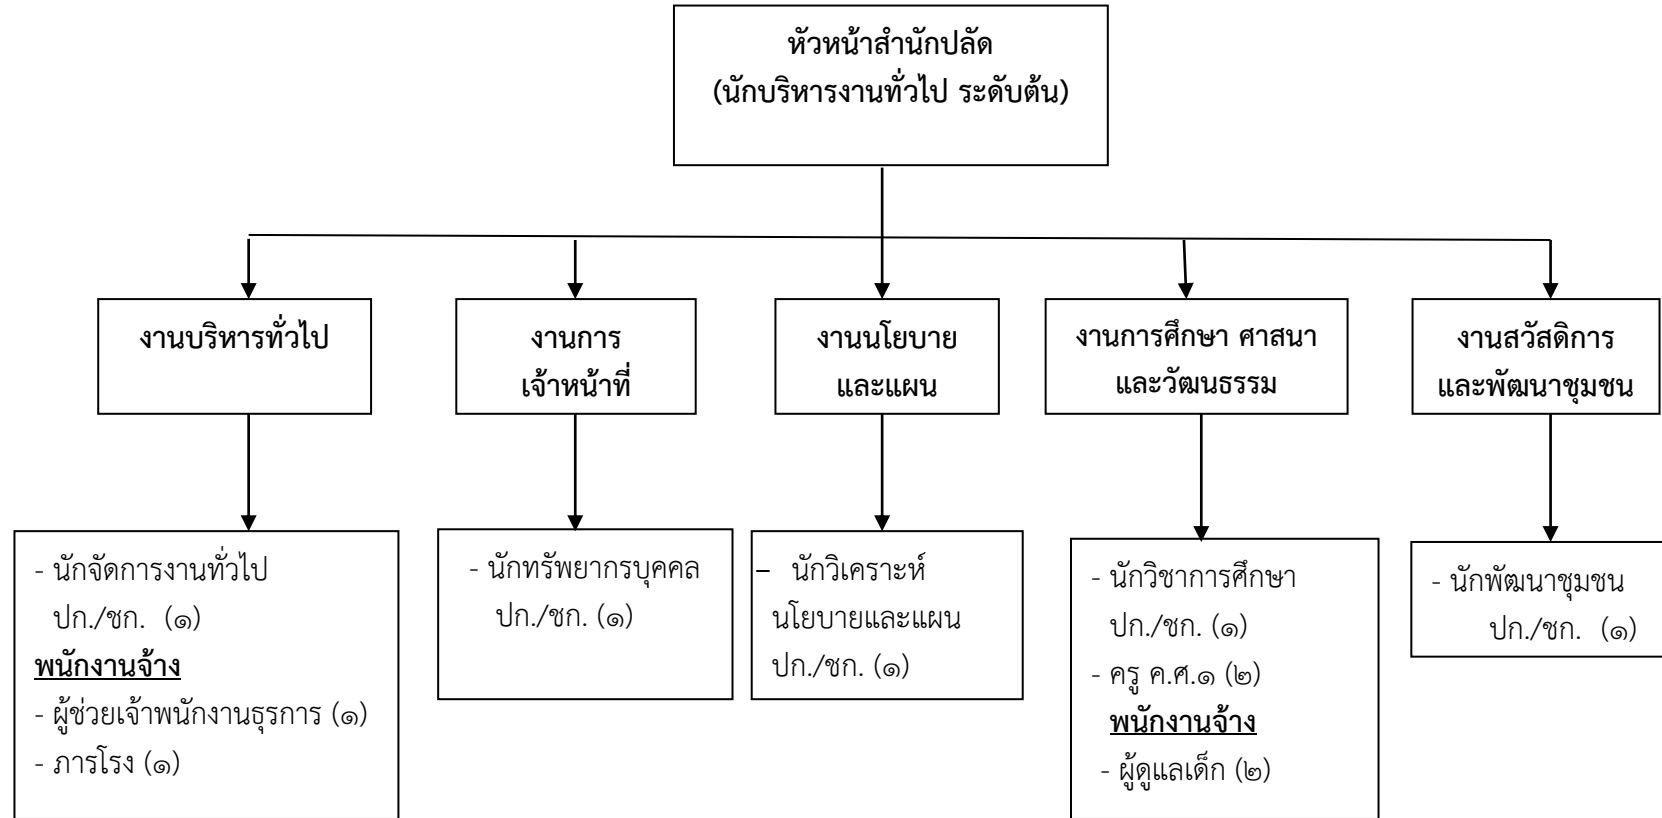 หัวหน้าสำนักปลัด
(นักบริหารงานทั่วไป ระดับต้น)
งานบริหารทั่วไป
งานการ
เจ้าหน้าที่
งานนโยบาย
และแผน
งานการศึกษา ศาสนา
และวัฒนธรรม
งานสวัสดิการ
และพัฒนาชุมชน
- นักจัดการงานทั่วไป
ปก./ชก. (๑)
พนักงานจ้าง
- ผู้ช่วยเจ้าพนักงานธุรการ (๑)
- ภารโรง (๑)
- นักทรัพยากรบุคคล
ปก./ชก. (๑)
– นักวิเคราะห์
นโยบายและแผน
ปก./ชก. (๑)
- นักวิชาการศึกษา
ปก./ชก. (๑)
- ครู ค.ศ.๑ (๒)
พนักงานจ้าง
- ผู้ดูแลเด็ก (๒)
- นักพัฒนาชุมชน
ปก./ชก. (๑)